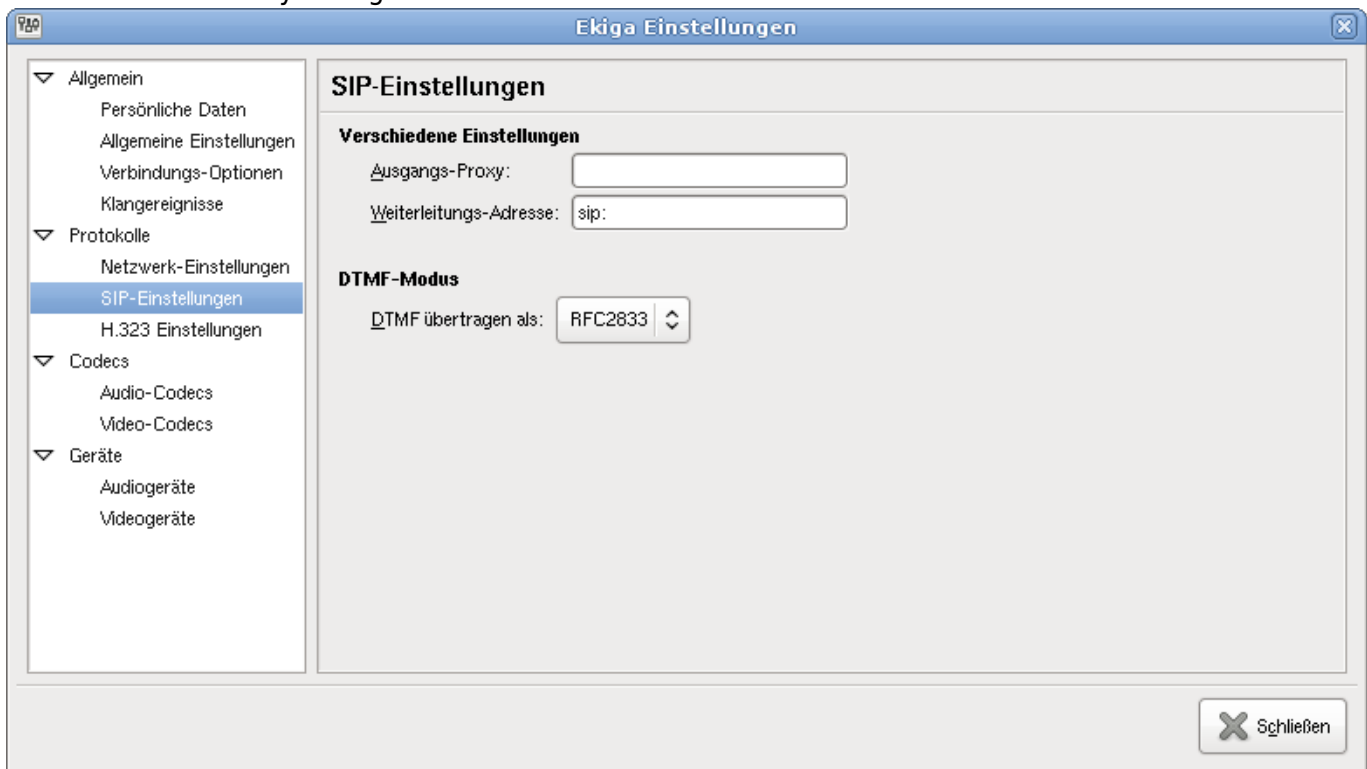 Ekiga Einstellungen
Allgemein
Persönliche Daten
Allgemeine Einstellungen
Verbindungs-Optionen
Klangereignisse
Protokolle
Netzwerk-Einstellungen
SIP-Einstellungen
H.323 Einstellungen
Codecs
Audio-Codecs
Video-Codecs
Geräte
Audiogeräte
Videogeräte
SIP-Einstellungen
Verschiedene Einstellungen
Ausgangs-Proxy:
Weiterleitungs-Adresse: sip:
DTMF-Modus
DTMF übertragen als: RFC2833
Schließen